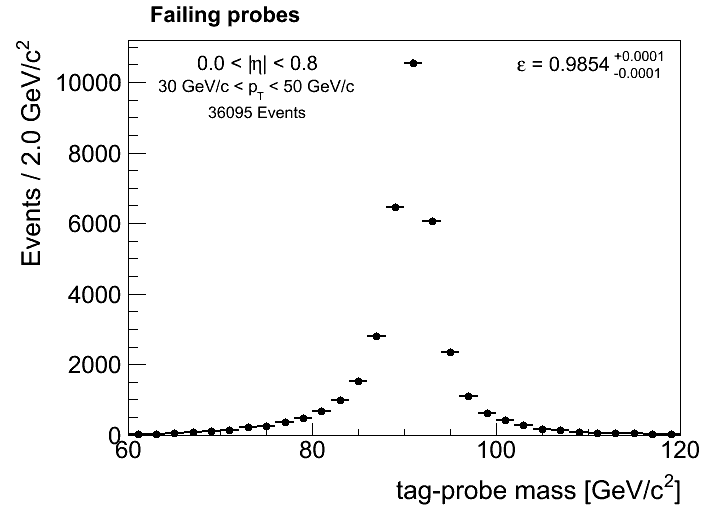 Failing probes
0.0 < |η| < 0.8
30 GeV/c < p_T < 50 GeV/c
36095 Events
ε = 0.9854 +0.0001 -0.0001
Events / 2.0 GeV/c²
10000
8000
6000
4000
2000
0
60 80 100 120
tag-probe mass [GeV/c²]